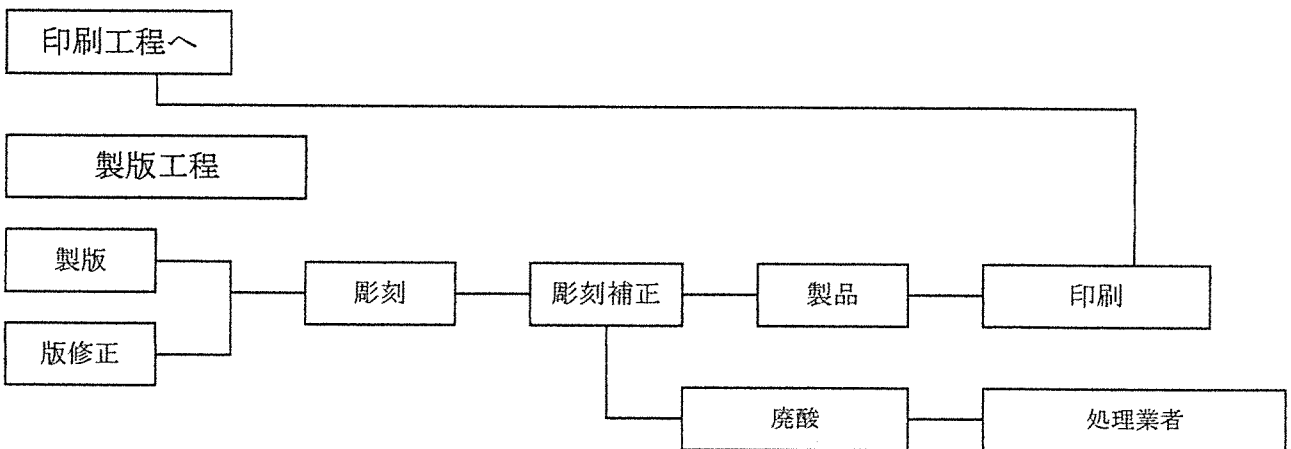 印刷工程へ
製版工程
製版
版修正
彫刻
彫刻補正
製品
印刷
廃酸
処理業者